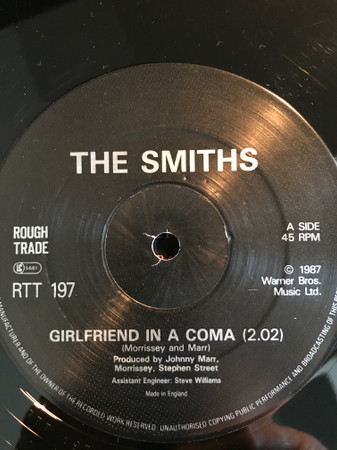 THE SMITHS
ROUGH
TRADE
RTT 197
A SIDE
45 RPM
© 1987
Warner Bros.
Music Ltd.
GIRLFRIEND IN A COMA (2.02)
(Morrissey and Marr)
Produced by Johnny Marr,
Morrissey, Stephen Street
Assistant Engineer: Steve Williams
Made in England
MANUFACTURER AND OF THE OWNER OF THE RECORDED WORK RESERVED. UNAUTHORISED COPYING PUBLIC PERFORMANCE AND BROADCASTING OF THIS